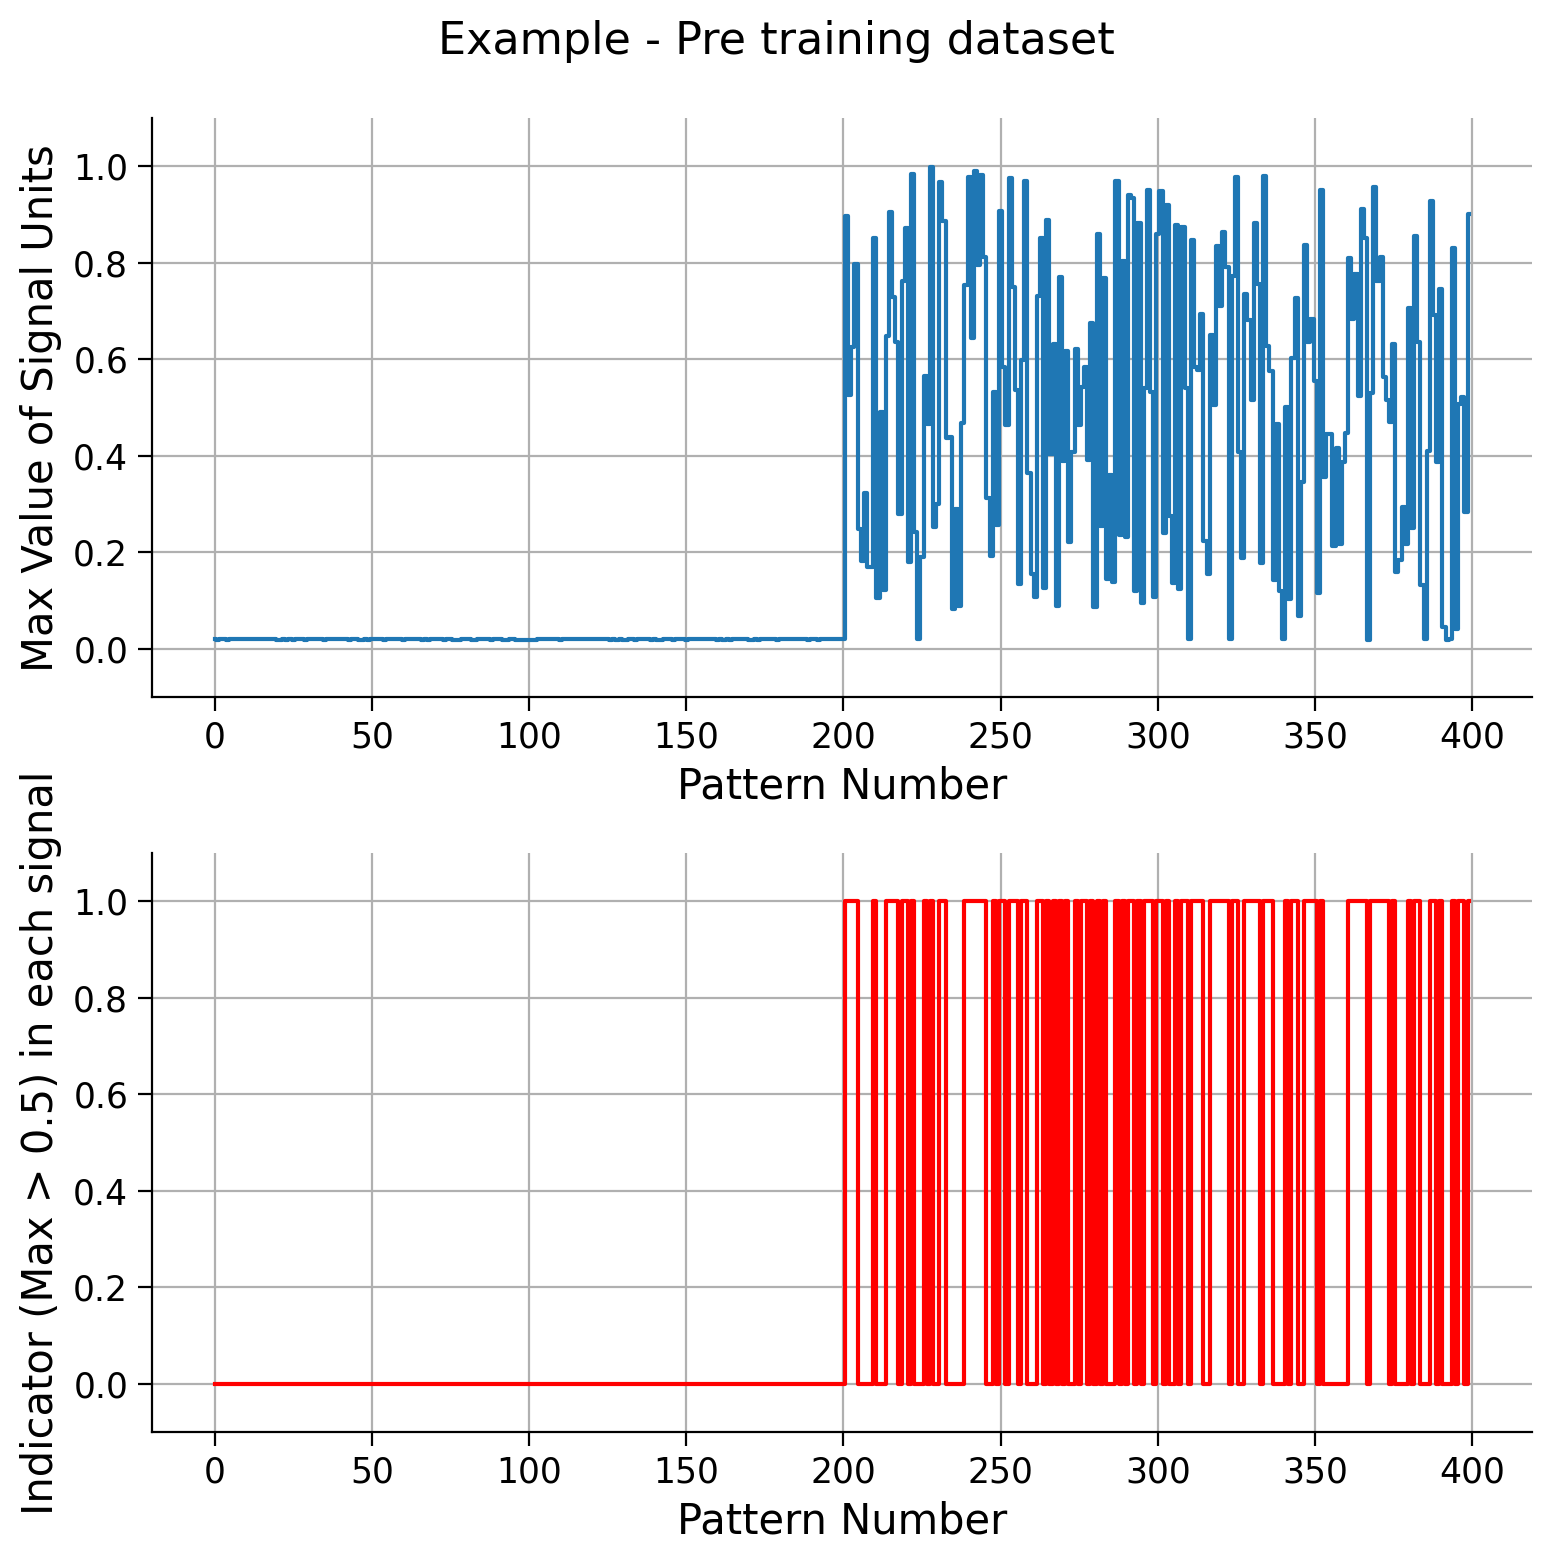 Example - Pre training dataset
Max Value of Signal Units
1.0
0.8
0.6
0.4
0.2
0.0
0 50 100 150 200 250 300 350 400
Pattern Number
Indicator (Max > 0.5) in each signal
1.0
0.8
0.6
0.4
0.2
0.0
0 50 100 150 200 250 300 350 400
Pattern Number